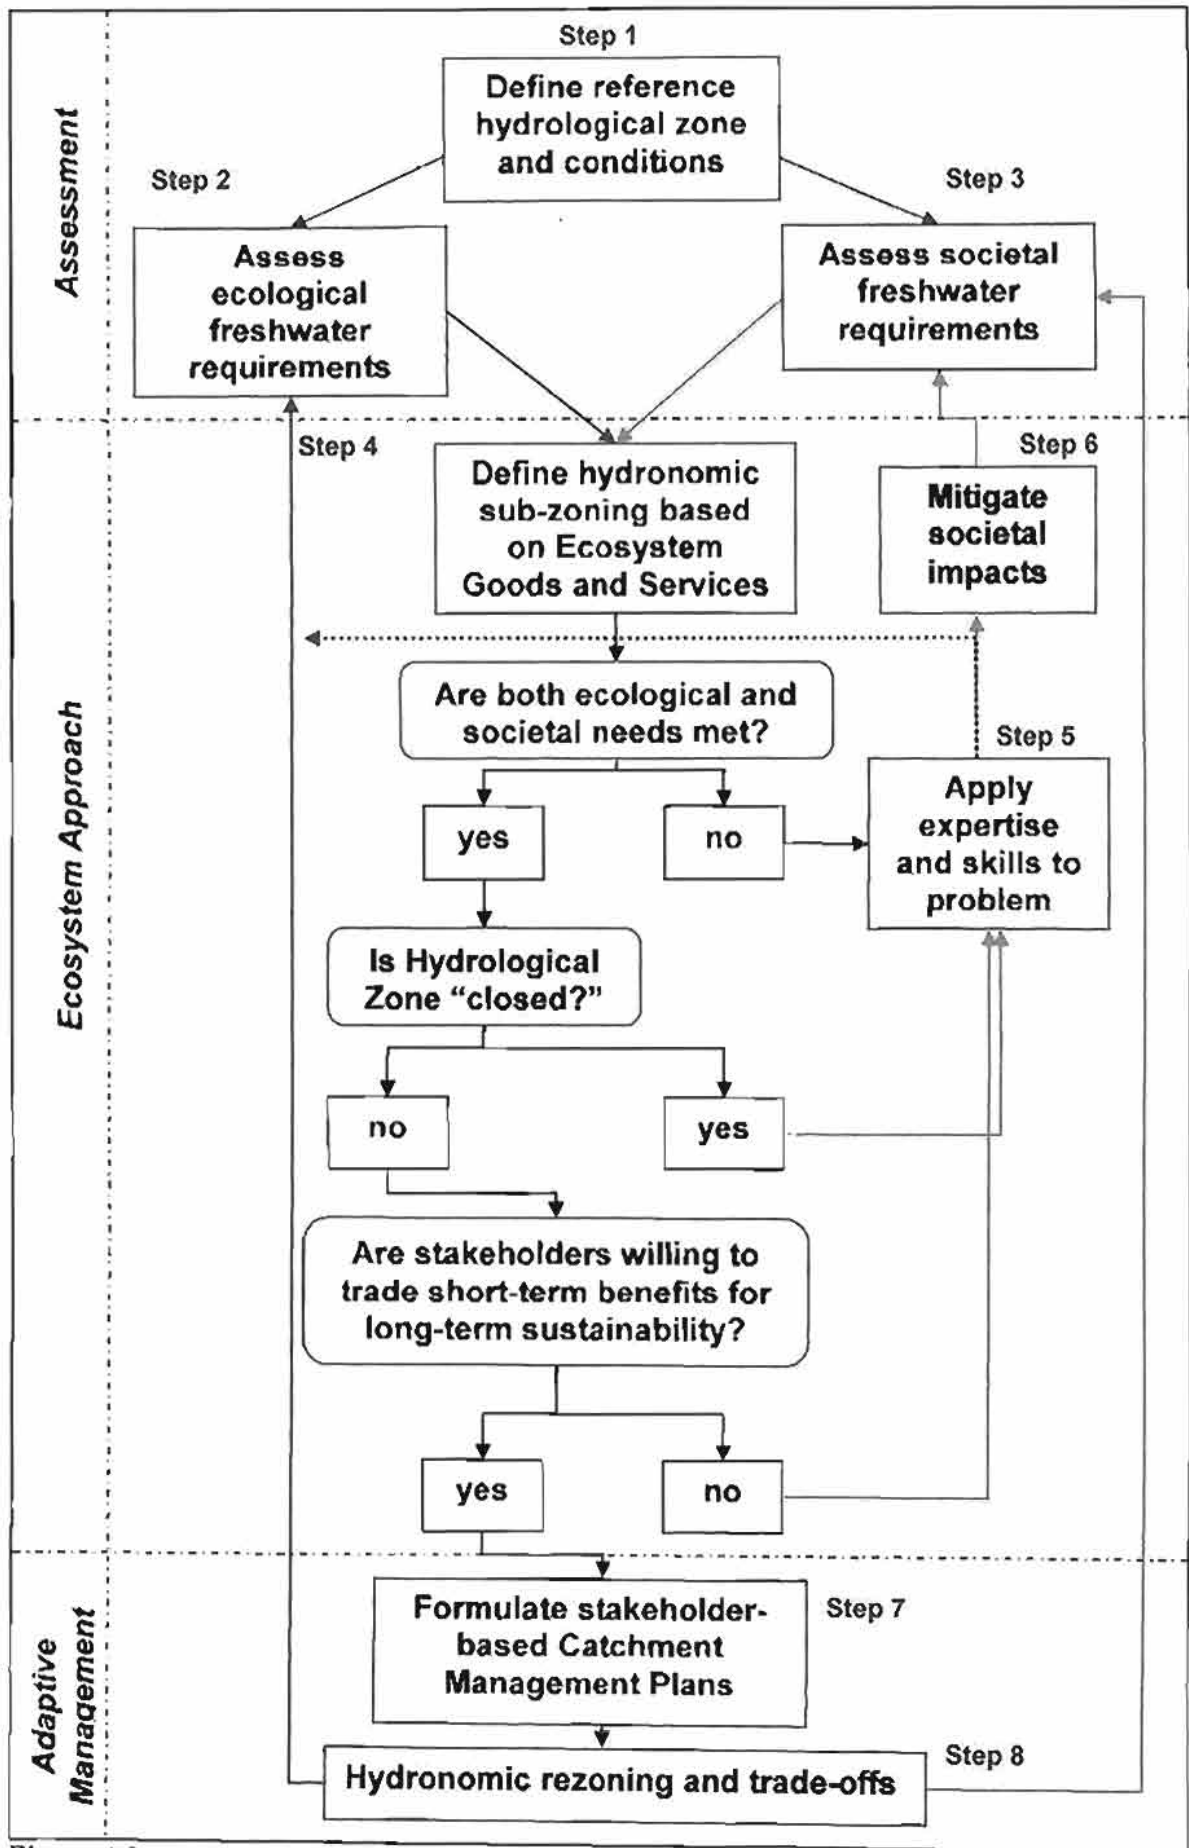 Step 1
Define reference
hydrological zone
and conditions
Assessment
Step 2
Step 3
Assess
ecological
freshwater
requirements
Assess societal
freshwater
requirements
Step 4
Step 6
Define hydronomic
sub-zoning based
on Ecosystem
Goods and Services
Mitigate
societal
impacts
Ecosystem Approach
Are both ecological and
societal needs met?
Step 5
Apply
expertise
and skills to
problem
yes
no
Is Hydrological
Zone “closed?”
no
yes
Are stakeholders willing to
trade short-term benefits for
long-term sustainability?
yes
no
Adaptive
Management
Formulate stakeholder-
based Catchment
Management Plans
Step 7
Step 8
Hydronomic rezoning and trade-offs